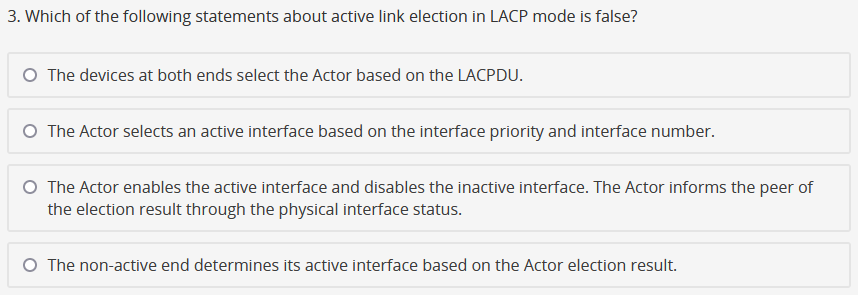 3. Which of the following statements about active link election in LACP mode is false?
The devices at both ends select the Actor based on the LACPDU.
The Actor selects an active interface based on the interface priority and interface number.
The Actor enables the active interface and disables the inactive interface. The Actor informs the peer of
the election result through the physical interface status.
The non-active end determines its active interface based on the Actor election result.